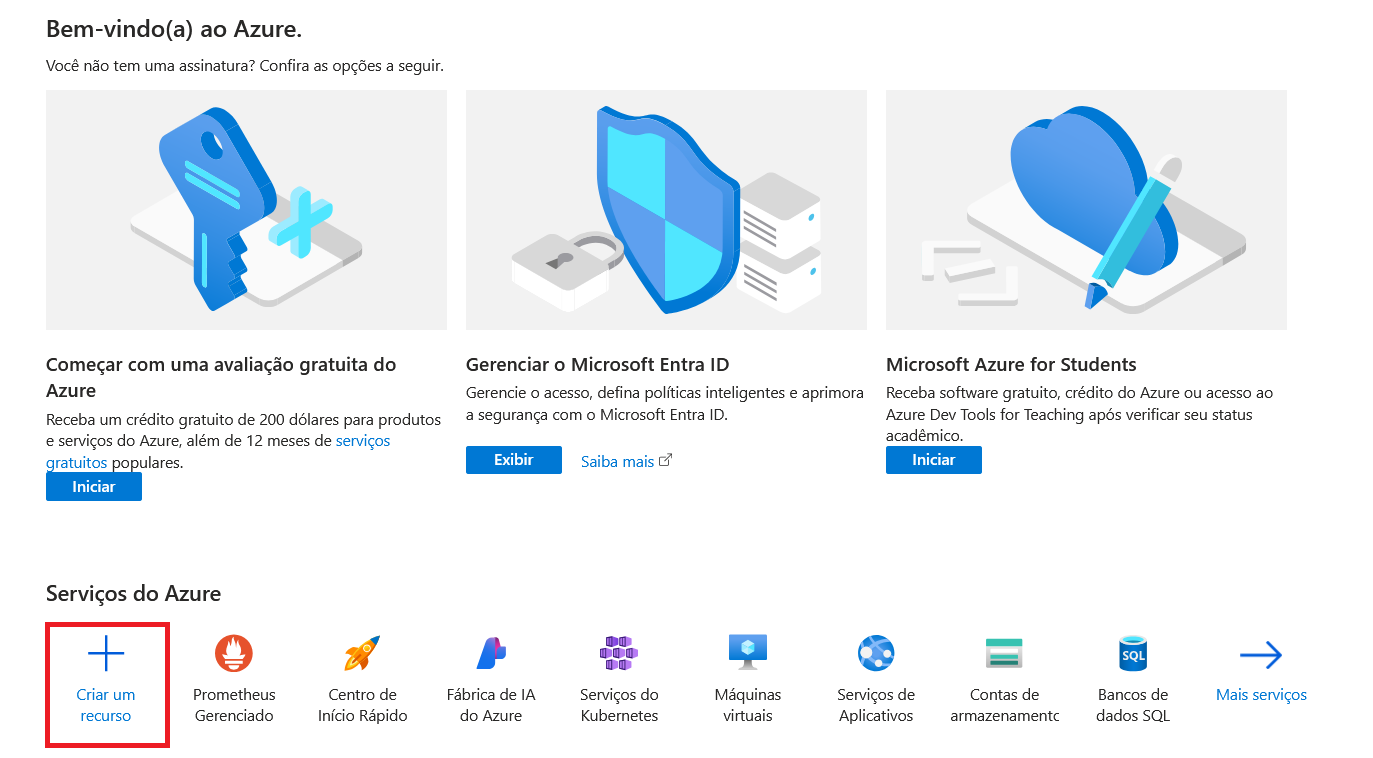 Bem-vindo(a) ao Azure.
Você não tem uma assinatura? Confira as opções a seguir.
Começar com uma avaliação gratuita do
Azure
Receba um crédito gratuito de 200 dólares para produtos
e serviços do Azure, além de 12 meses de serviços
gratuitos populares.
Iniciar
Gerenciar o Microsoft Entra ID
Gerencie o acesso, defina políticas inteligentes e aprimora
a segurança com o Microsoft Entra ID.
Exibir
Saiba mais
Microsoft Azure for Students
Receba software gratuito, crédito do Azure ou acesso ao
Azure Dev Tools for Teaching após verificar seu status
acadêmico.
Iniciar
Serviços do Azure
Criar um
recurso
Prometheus
Gerenciado
Centro de
Início Rápido
Fábrica de IA
do Azure
Serviços do
Kubernetes
Máquinas
virtuais
Serviços de
Aplicativos
Contas de
armazenamento
SQL
Bancos de
dados SQL
Mais serviços